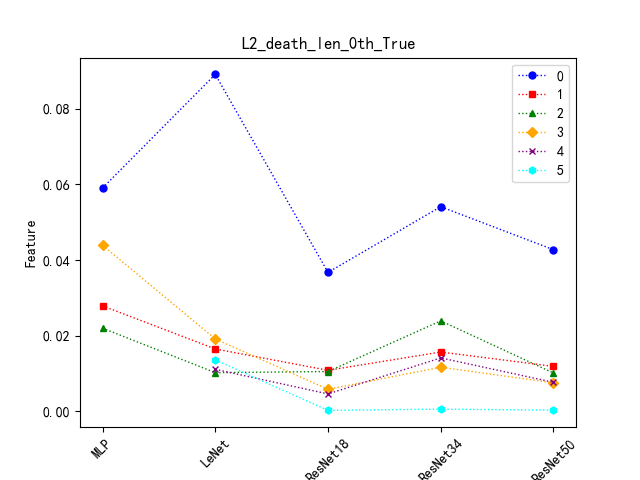 L2_death_len_0th_True
0
1
2
3
4
5
Feature
0.08
0.06
0.04
0.02
0.00
MLP
LeNet
ResNet18
ResNet34
ResNet50